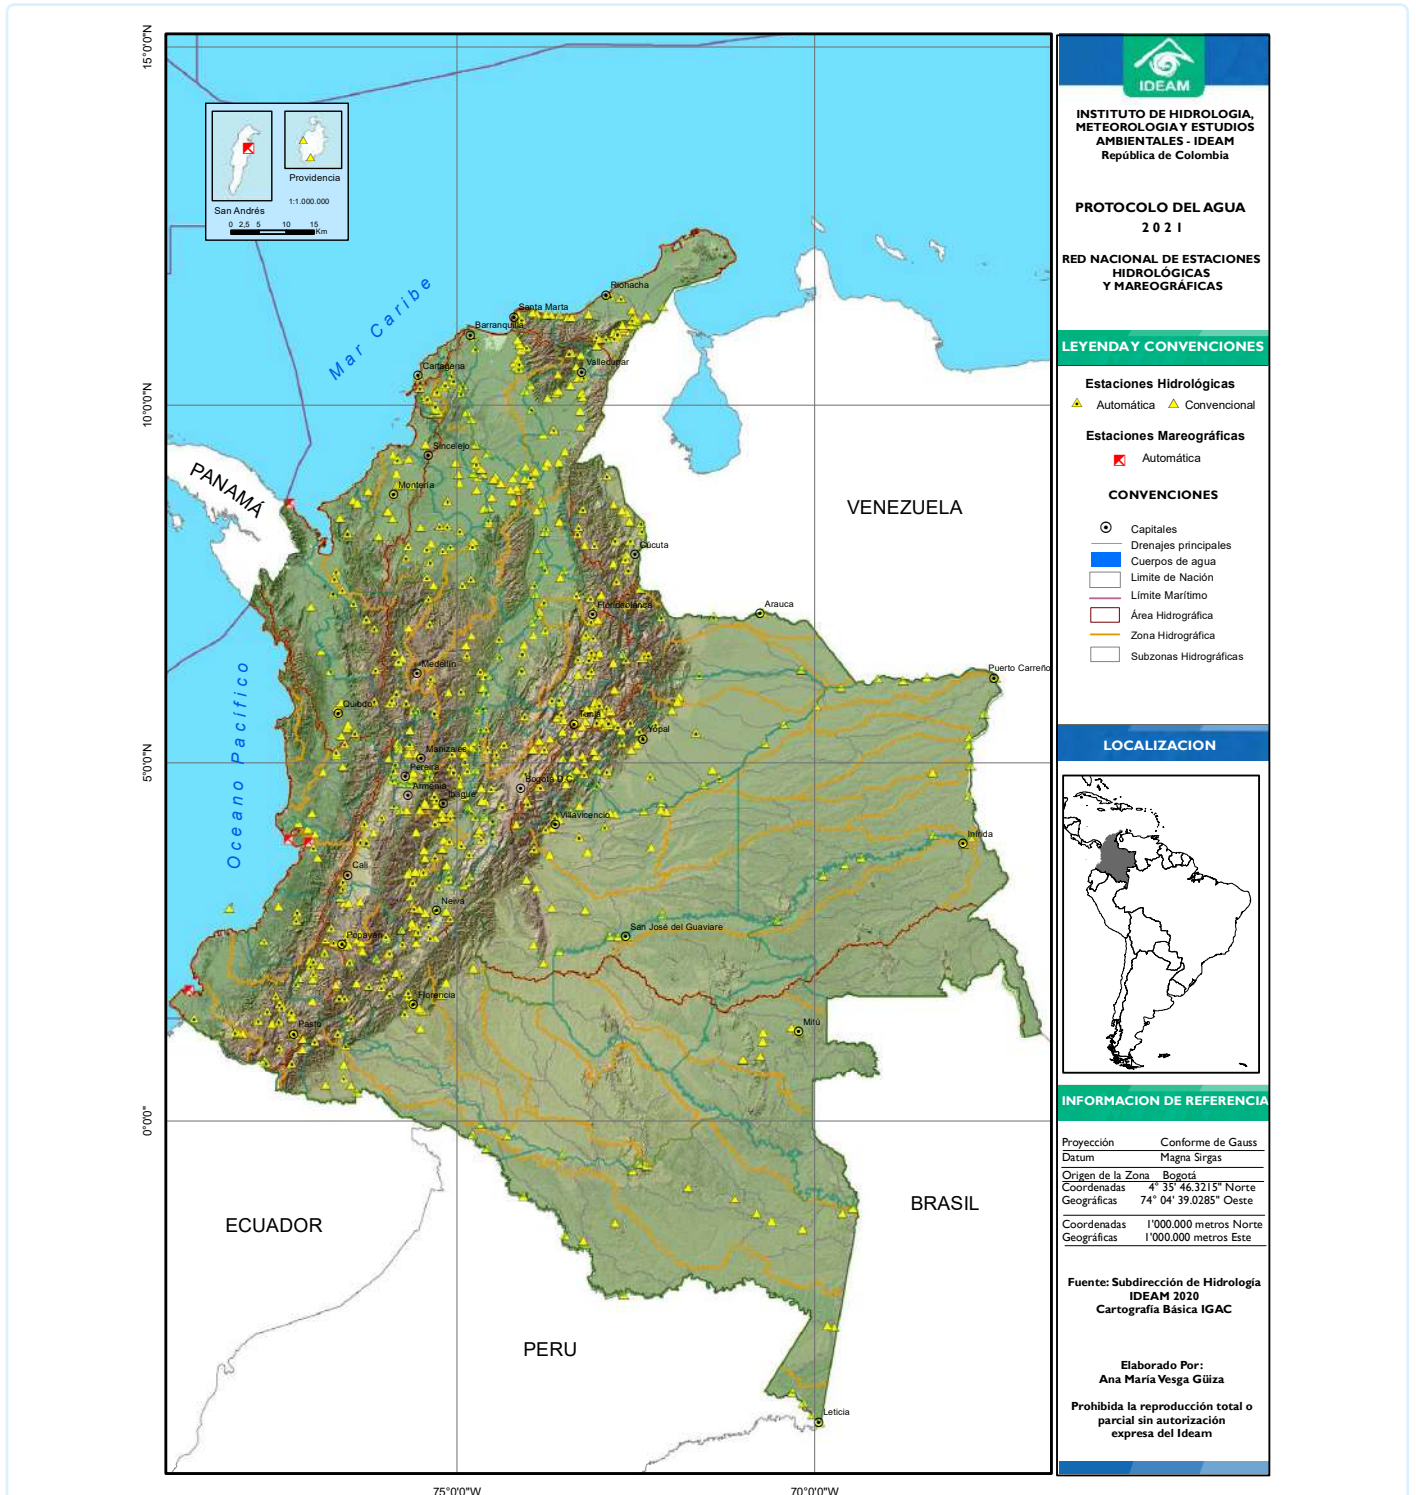 15°0'0"N
10°0'0"N
5°0'0"N
0°0'0"
75°0'0"W
70°0'0"W
San Andrés
Providencia
1:1.000.000
0 2,5 5 10 15
Km
Mar Caribe
Oceano Pacífico
PANAMÁ
VENEZUELA
BRASIL
ECUADOR
PERU
Riohacha
Santa Marta
Barranquilla
Cartagena
Valledupar
Sincelejo
Montería
Cúcuta
Floridablanca
Arauca
Puerto Carreño
Medellín
Quibdó
Tunja
Yopal
Manizales
Pereira
Armenia
Ibagué
Bogotá D.C.
Villavicencio
Inírida
Cali
Neiva
San José del Guaviare
Popayán
Florencia
Pasto
Mitú
Leticia
IDEAM
INSTITUTO DE HIDROLOGIA,
METEOROLOGIA Y ESTUDIOS
AMBIENTALES - IDEAM
República de Colombia
PROTOCOLO DEL AGUA
2 0 2 1
RED NACIONAL DE ESTACIONES
HIDROLÓGICAS
Y MAREOGRÁFICAS
LEYENDA Y CONVENCIONES
Estaciones Hidrológicas
Automática Convencional
Estaciones Mareográficas
Automática
CONVENCIONES
Capitales
Drenajes principales
Cuerpos de agua
Limite de Nación
Límite Marítimo
Área Hidrográfica
Zona Hidrográfica
Subzonas Hidrográficas
LOCALIZACION
INFORMACION DE REFERENCIA
Proyección Conforme de Gauss
Datum Magna Sirgas
Origen de la Zona Bogotá
Coordenadas 4° 35' 46.3215" Norte
Geográficas 74° 04' 39.0285" Oeste
Coordenadas 1'000.000 metros Norte
Geográficas 1'000.000 metros Este
Fuente: Subdirección de Hidrología
IDEAM 2020
Cartografía Básica IGAC
Elaborado Por:
Ana María Vesga Güiza
Prohibida la reproducción total o
parcial sin autorización
expresa del Ideam